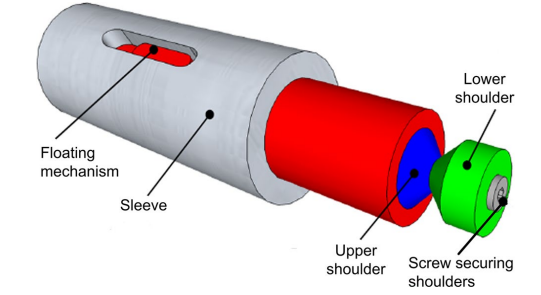 Lower
shoulder
Floating
mechanism
Sleeve
Upper
shoulder
Screw securing
shoulders